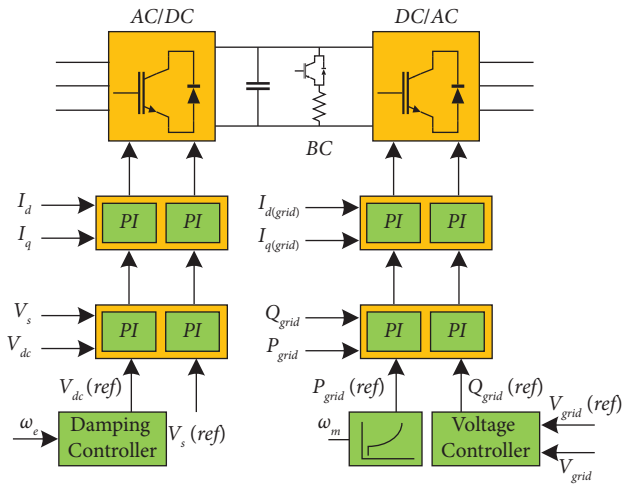 AC/DC
DC/AC
BC
I_d
I_q
PI
PI
I_d(grid)
I_q(grid)
PI
PI
V_s
V_dc
PI
PI
Q_grid
P_grid
PI
PI
V_dc (ref)
P_grid (ref)
Q_grid (ref)
ω_e
Damping
Controller
V_s (ref)
ω_m
Voltage
Controller
V_grid (ref)
V_grid